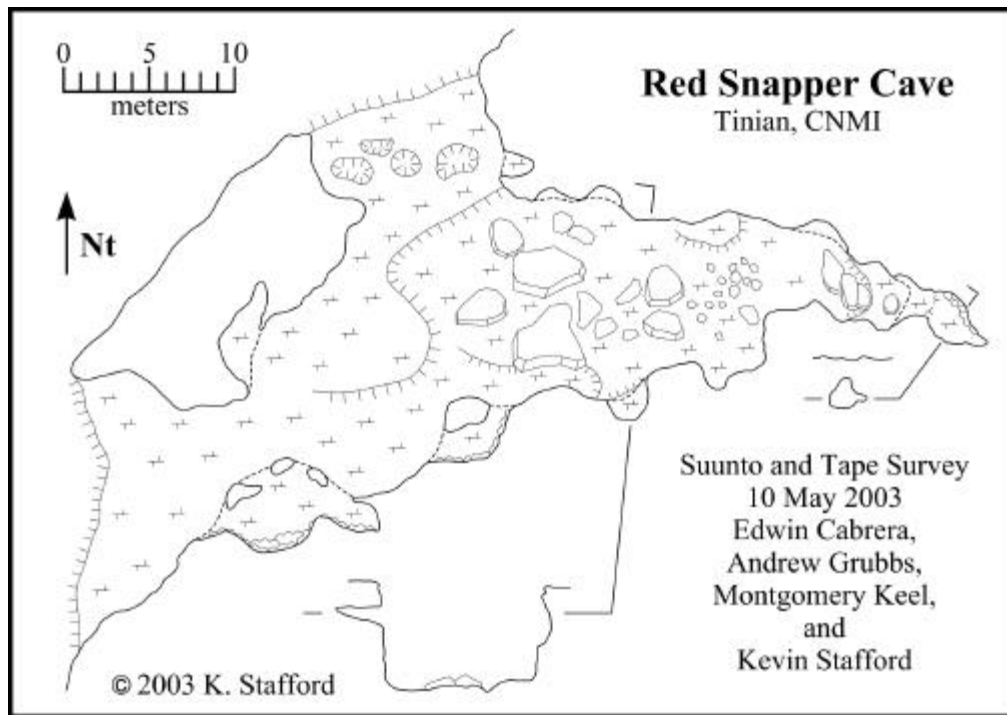 0 5 10
meters
Red Snapper Cave
Tinian, CNMI
Nt
Suunto and Tape Survey
10 May 2003
Edwin Cabrera,
Andrew Grubbs,
Montgomery Keel,
and
Kevin Stafford
© 2003 K. Stafford